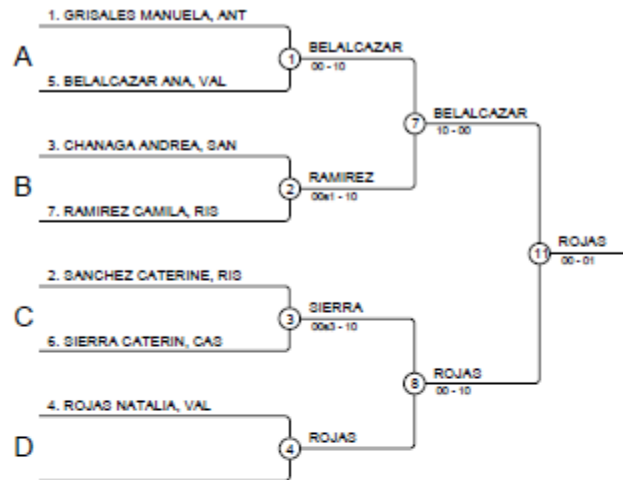 1. GRISALES MANUELA, ANT
A
1
BELALCAZAR
00 - 10
5. BELALCAZAR ANA, VAL
7
BELALCAZAR
10 - 00
3. CHANAGA ANDREA, SAN
B
2
RAMIREZ
00s1 - 10
7. RAMIREZ CAMILA, RIS
11
ROJAS
00 - 01
2. SANCHEZ CATERINE, RIS
C
3
SIERRA
00s3 - 10
6. SIERRA CATERIN, CAS
8
ROJAS
00 - 10
4. ROJAS NATALIA, VAL
D
4
ROJAS